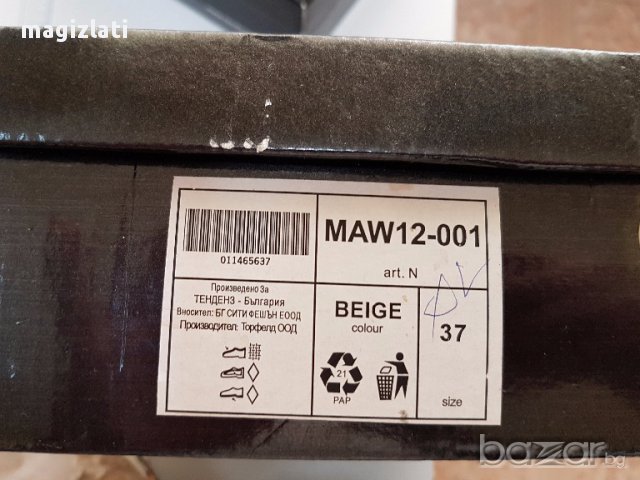 magizlati
011465637
MAW12-001
art. N
Произведено За
ТЕНДЕНЗ - България
Вносител: БГ СИТИ ФЕШЪН ЕООД
Производител: Торфелд ООД
BEIGE
colour
37
size
21
PAP
bazar.bg